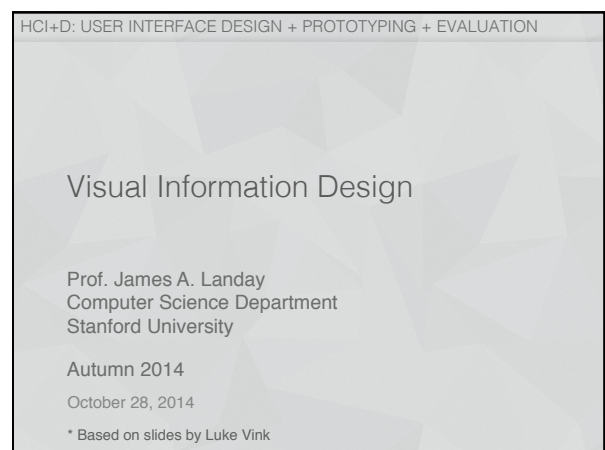 HCI+D: USER INTERFACE DESIGN + PROTOTYPING + EVALUATION
Visual Information Design
Prof. James A. Landay
Computer Science Department
Stanford University
Autumn 2014
October 28, 2014
* Based on slides by Luke Vink